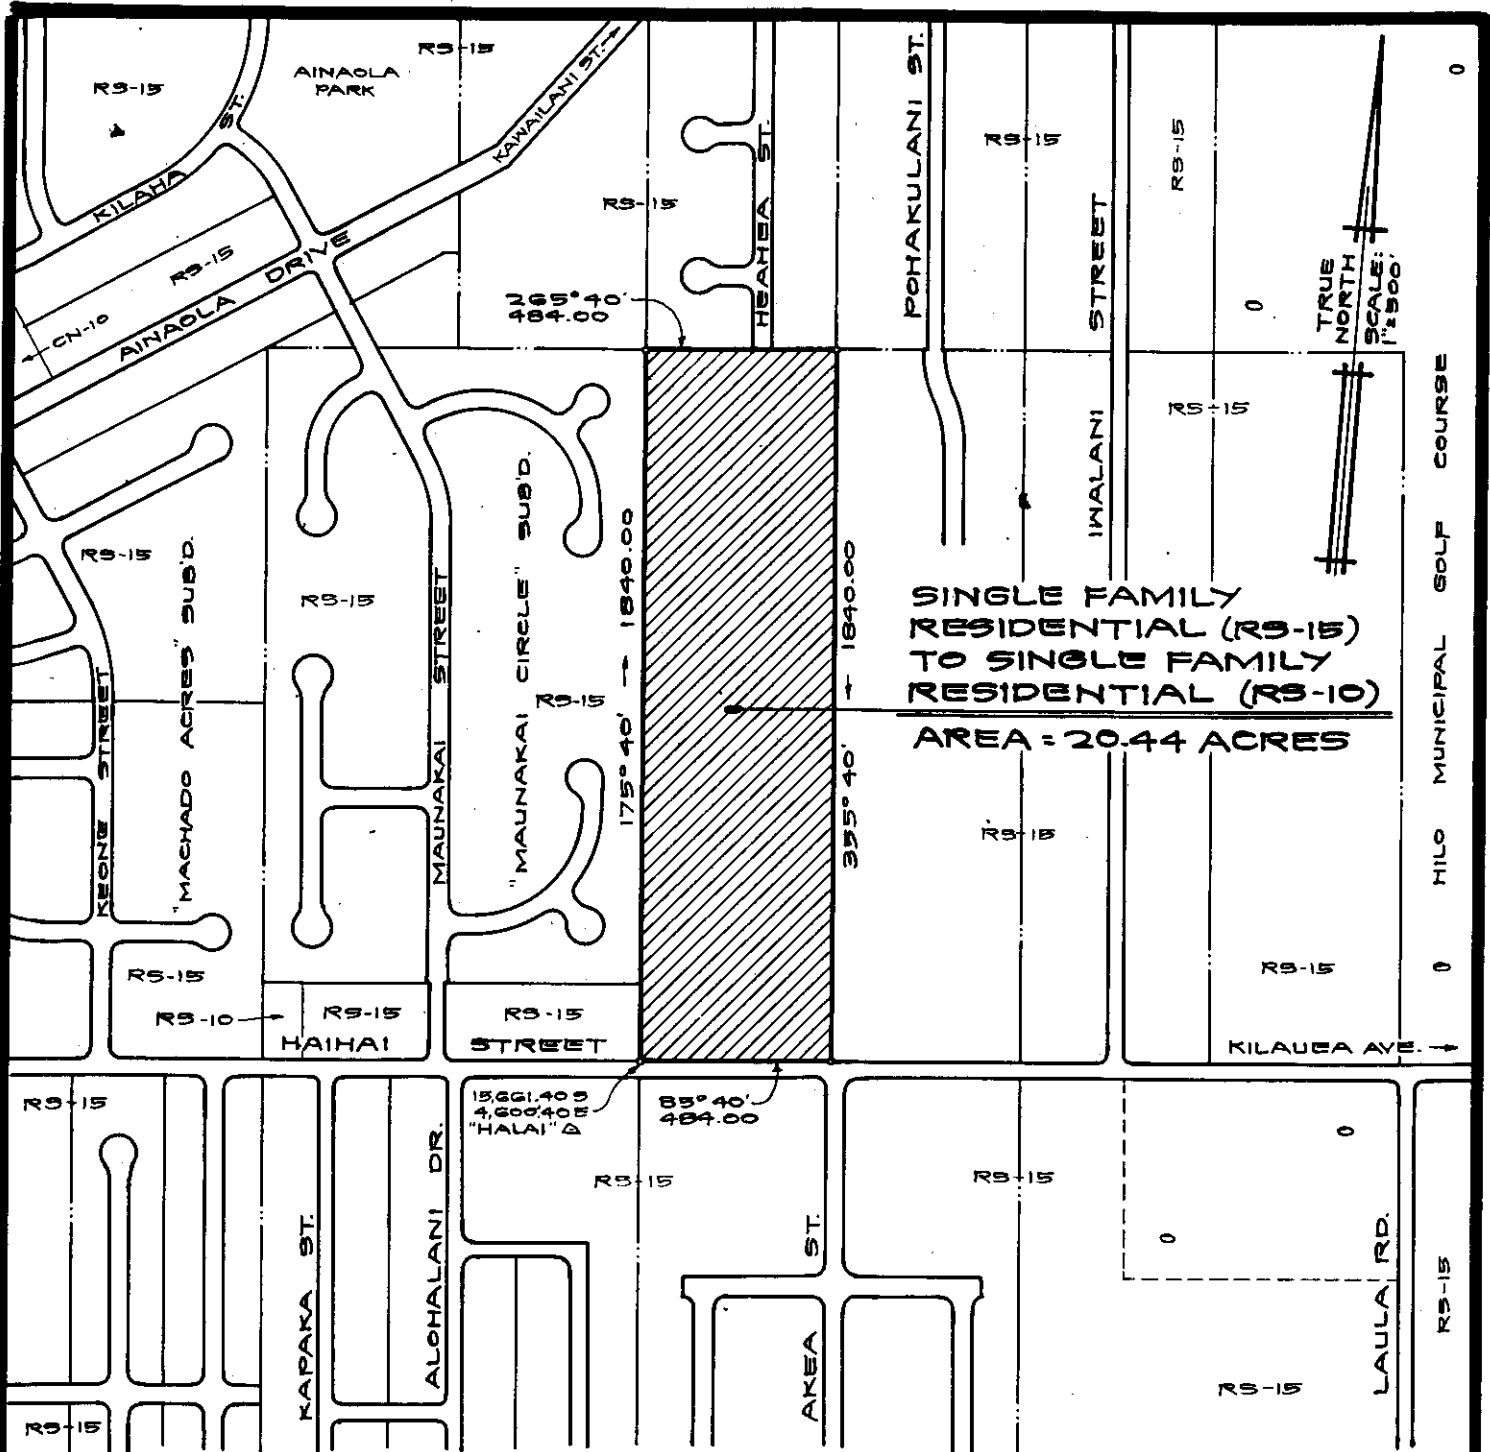 RS-15
AINAOLA
PARK
RS-15
KILAHA ST.
KAWAILANI ST.
HEAHEA ST.
POHAKULANI ST.
RS-15
RS-15
O
RS-15
RS-15
AINAOLA DRIVE
CN-10
265°40'
484.00
IWALANI STREET
O
TRUE
NORTH
SCALE:
1"=500'
RS-15
RS-15
"MACHADO ACRES" SUB'D.
RS-15
MAUNAKAI STREET
"MAUNAKAI CIRCLE" SUB'D.
RS-15
175°40' 1840.00
355°40' 1840.00
SINGLE FAMILY
RESIDENTIAL (RS-15)
TO SINGLE FAMILY
RESIDENTIAL (RS-10)
AREA = 20.44 ACRES
HILO MUNICIPAL GOLF COURSE
KEONE STREET
RS-15
RS-15
RS-15
O
RS-10
RS-15
RS-15
HAIHAI STREET
KILAUEA AVE.
RS-15
15,661.40 S
4,600.40 E
"HALAI"
85°40'
484.00
O
RS-15
RS-15
KAPAKA ST.
ALOHALANI DR.
AKEA ST.
O
LAULA RD.
RS-15
RS-15
RS-15